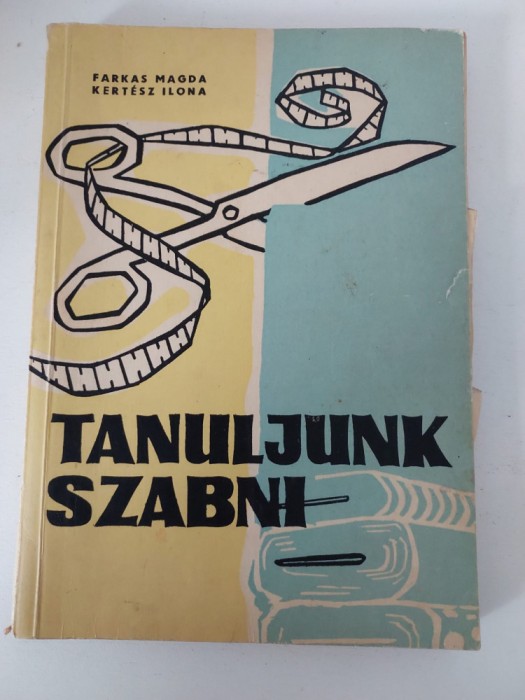 FARKAS MAGDA
KERTÉSZ ILONA
TANULJUNK
SZABNI